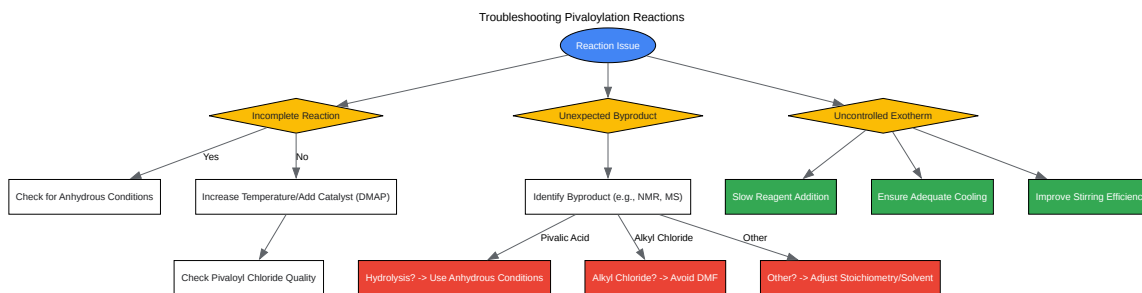 Troubleshooting Pivaloylation Reactions
Reaction Issue
Incomplete Reaction
Unexpected Byproduct
Uncontrolled Exotherm
Yes
No
Check for Anhydrous Conditions
Increase Temperature/Add Catalyst (DMAP)
Identify Byproduct (e.g., NMR, MS)
Slow Reagent Addition
Ensure Adequate Cooling
Improve Stirring Efficiency
Pivalic Acid
Alkyl Chloride
Other
Check Pivaloyl Chloride Quality
Hydrolysis? -> Use Anhydrous Conditions
Alkyl Chloride? -> Avoid DMF
Other? -> Adjust Stoichiometry/Solvent